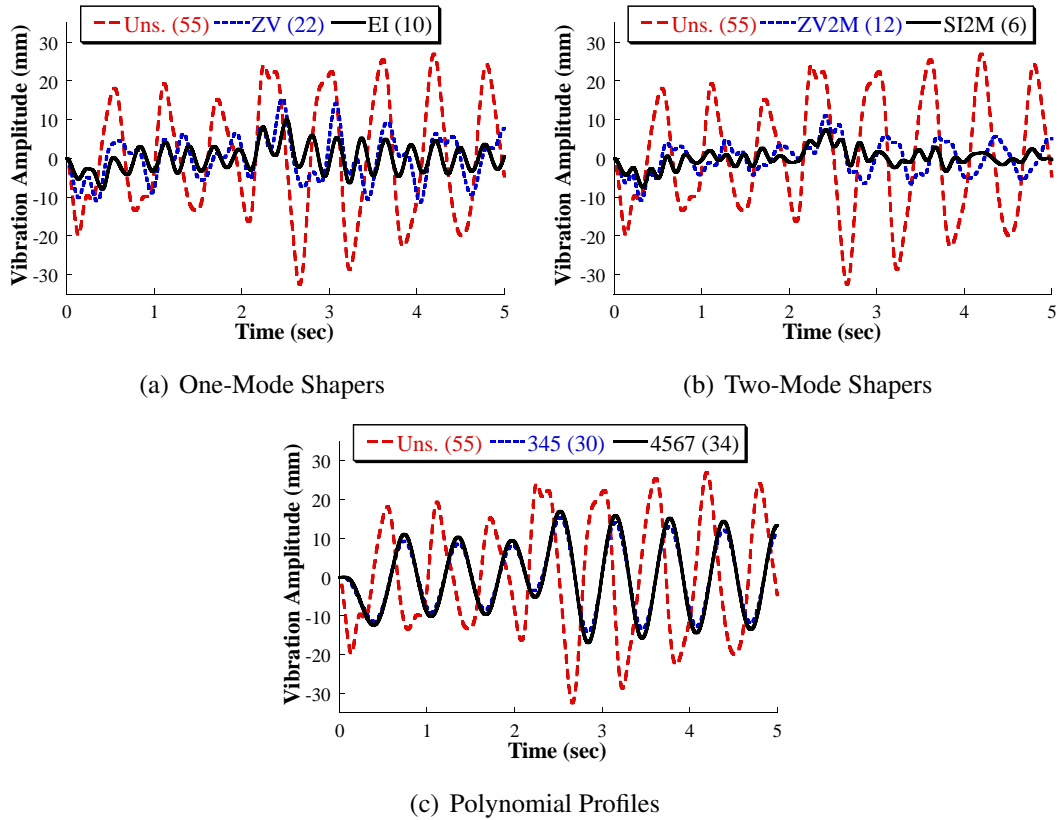 Uns. (55) ZV (22) EI (10)
Vibration Amplitude (mm)
30
20
10
0
-10
-20
-30
0 1 2 3 4 5
Time (sec)
(a) One-Mode Shapers
Uns. (55) ZV2M (12) SI2M (6)
Vibration Amplitude (mm)
30
20
10
0
-10
-20
-30
0 1 2 3 4 5
Time (sec)
(b) Two-Mode Shapers
Uns. (55) 345 (30) 4567 (34)
Vibration Amplitude (mm)
30
20
10
0
-10
-20
-30
0 1 2 3 4 5
Time (sec)
(c) Polynomial Profiles